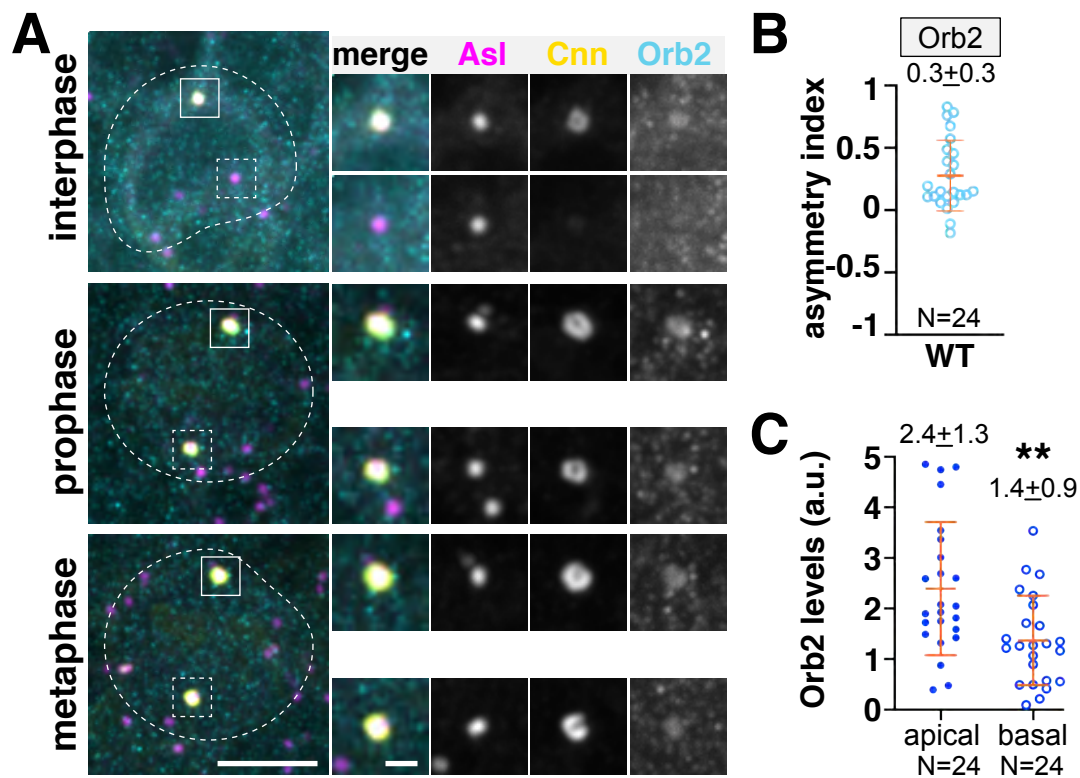 A
merge Asl Cnn Orb2
interphase
prophase
metaphase
B
Orb2
0.3±0.3
asymmetry index
1
0.5
0
-0.5
-1
N=24
WT
C
2.4±1.3
**
1.4±0.9
Orb2 levels (a.u.)
5
4
3
2
1
0
apical basal
N=24 N=24